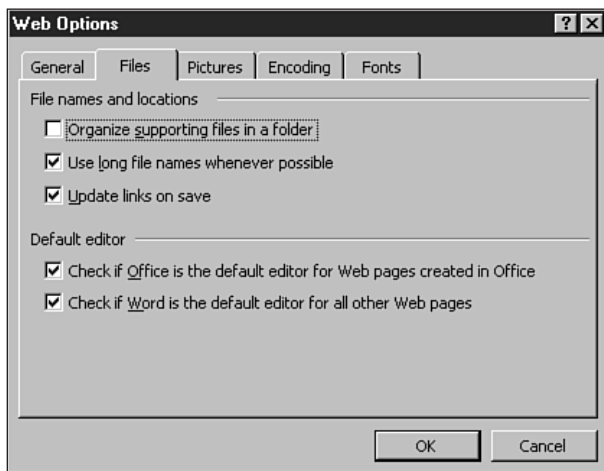 Web Options
General Files Pictures Encoding Fonts
File names and locations
Organize supporting files in a folder
Use long file names whenever possible
Update links on save
Default editor
Check if Office is the default editor for Web pages created in Office
Check if Word is the default editor for all other Web pages
OK Cancel